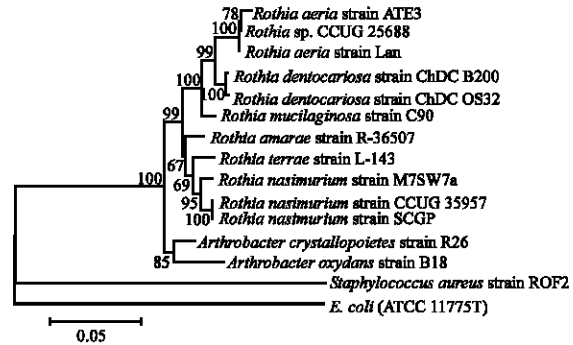 78 Rothia aeria strain ATE3
100 Rothia sp. CCUG 25688
99 Rothia aeria strain Lan
100 Rothia dentocariosa strain ChDC B200
100 Rothia dentocariosa strain ChDC OS32
99 Rothia mucilaginosa strain C90
Rothia amarae strain R-36507
67 Rothia terrae strain L-143
100 69 Rothia nasimurium strain M7SW7a
95 Rothia nasimurium strain CCUG 35957
100 Rothia nasimurium strain SCGP
Arthrobacter crystallopoietes strain R26
85 Arthrobacter oxydans strain B18
Staphylococcus aureus strain ROF2
E. coli (ATCC 11775T)
0.05